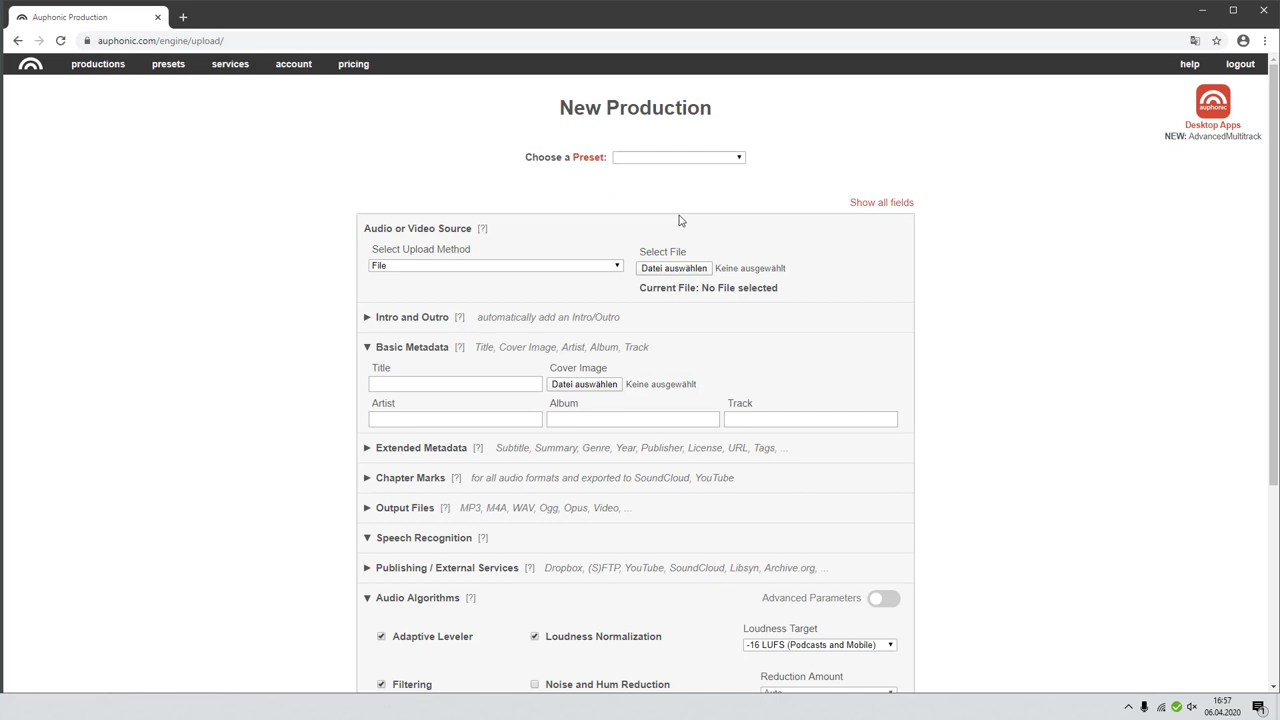 Auphonic Production
auphonic.com/engine/upload/
productions presets services account pricing help logout
New Production
auphonic
Desktop Apps
NEW: AdvancedMultitrack
Choose a Preset:
Show all fields
Audio or Video Source [?]
Select Upload Method
File
Select File
Datei auswählen Keine ausgewählt
Current File: No File selected
Intro and Outro [?] automatically add an Intro/Outro
Basic Metadata [?] Title, Cover Image, Artist, Album, Track
Title Cover Image
Datei auswählen Keine ausgewählt
Artist Album Track
Extended Metadata [?] Subtitle, Summary, Genre, Year, Publisher, License, URL, Tags, ...
Chapter Marks [?] for all audio formats and exported to SoundCloud, YouTube
Output Files [?] MP3, M4A, WAV, Ogg, Opus, Video, ...
Speech Recognition [?]
Publishing / External Services [?] Dropbox, (S)FTP, YouTube, SoundCloud, Libsyn, Archive.org, ...
Audio Algorithms [?] Advanced Parameters
Loudness Target
Adaptive Leveler Loudness Normalization -16 LUFS (Podcasts and Mobile)
Reduction Amount
Filtering Noise and Hum Reduction Auto
16:57
06.04.2020
1